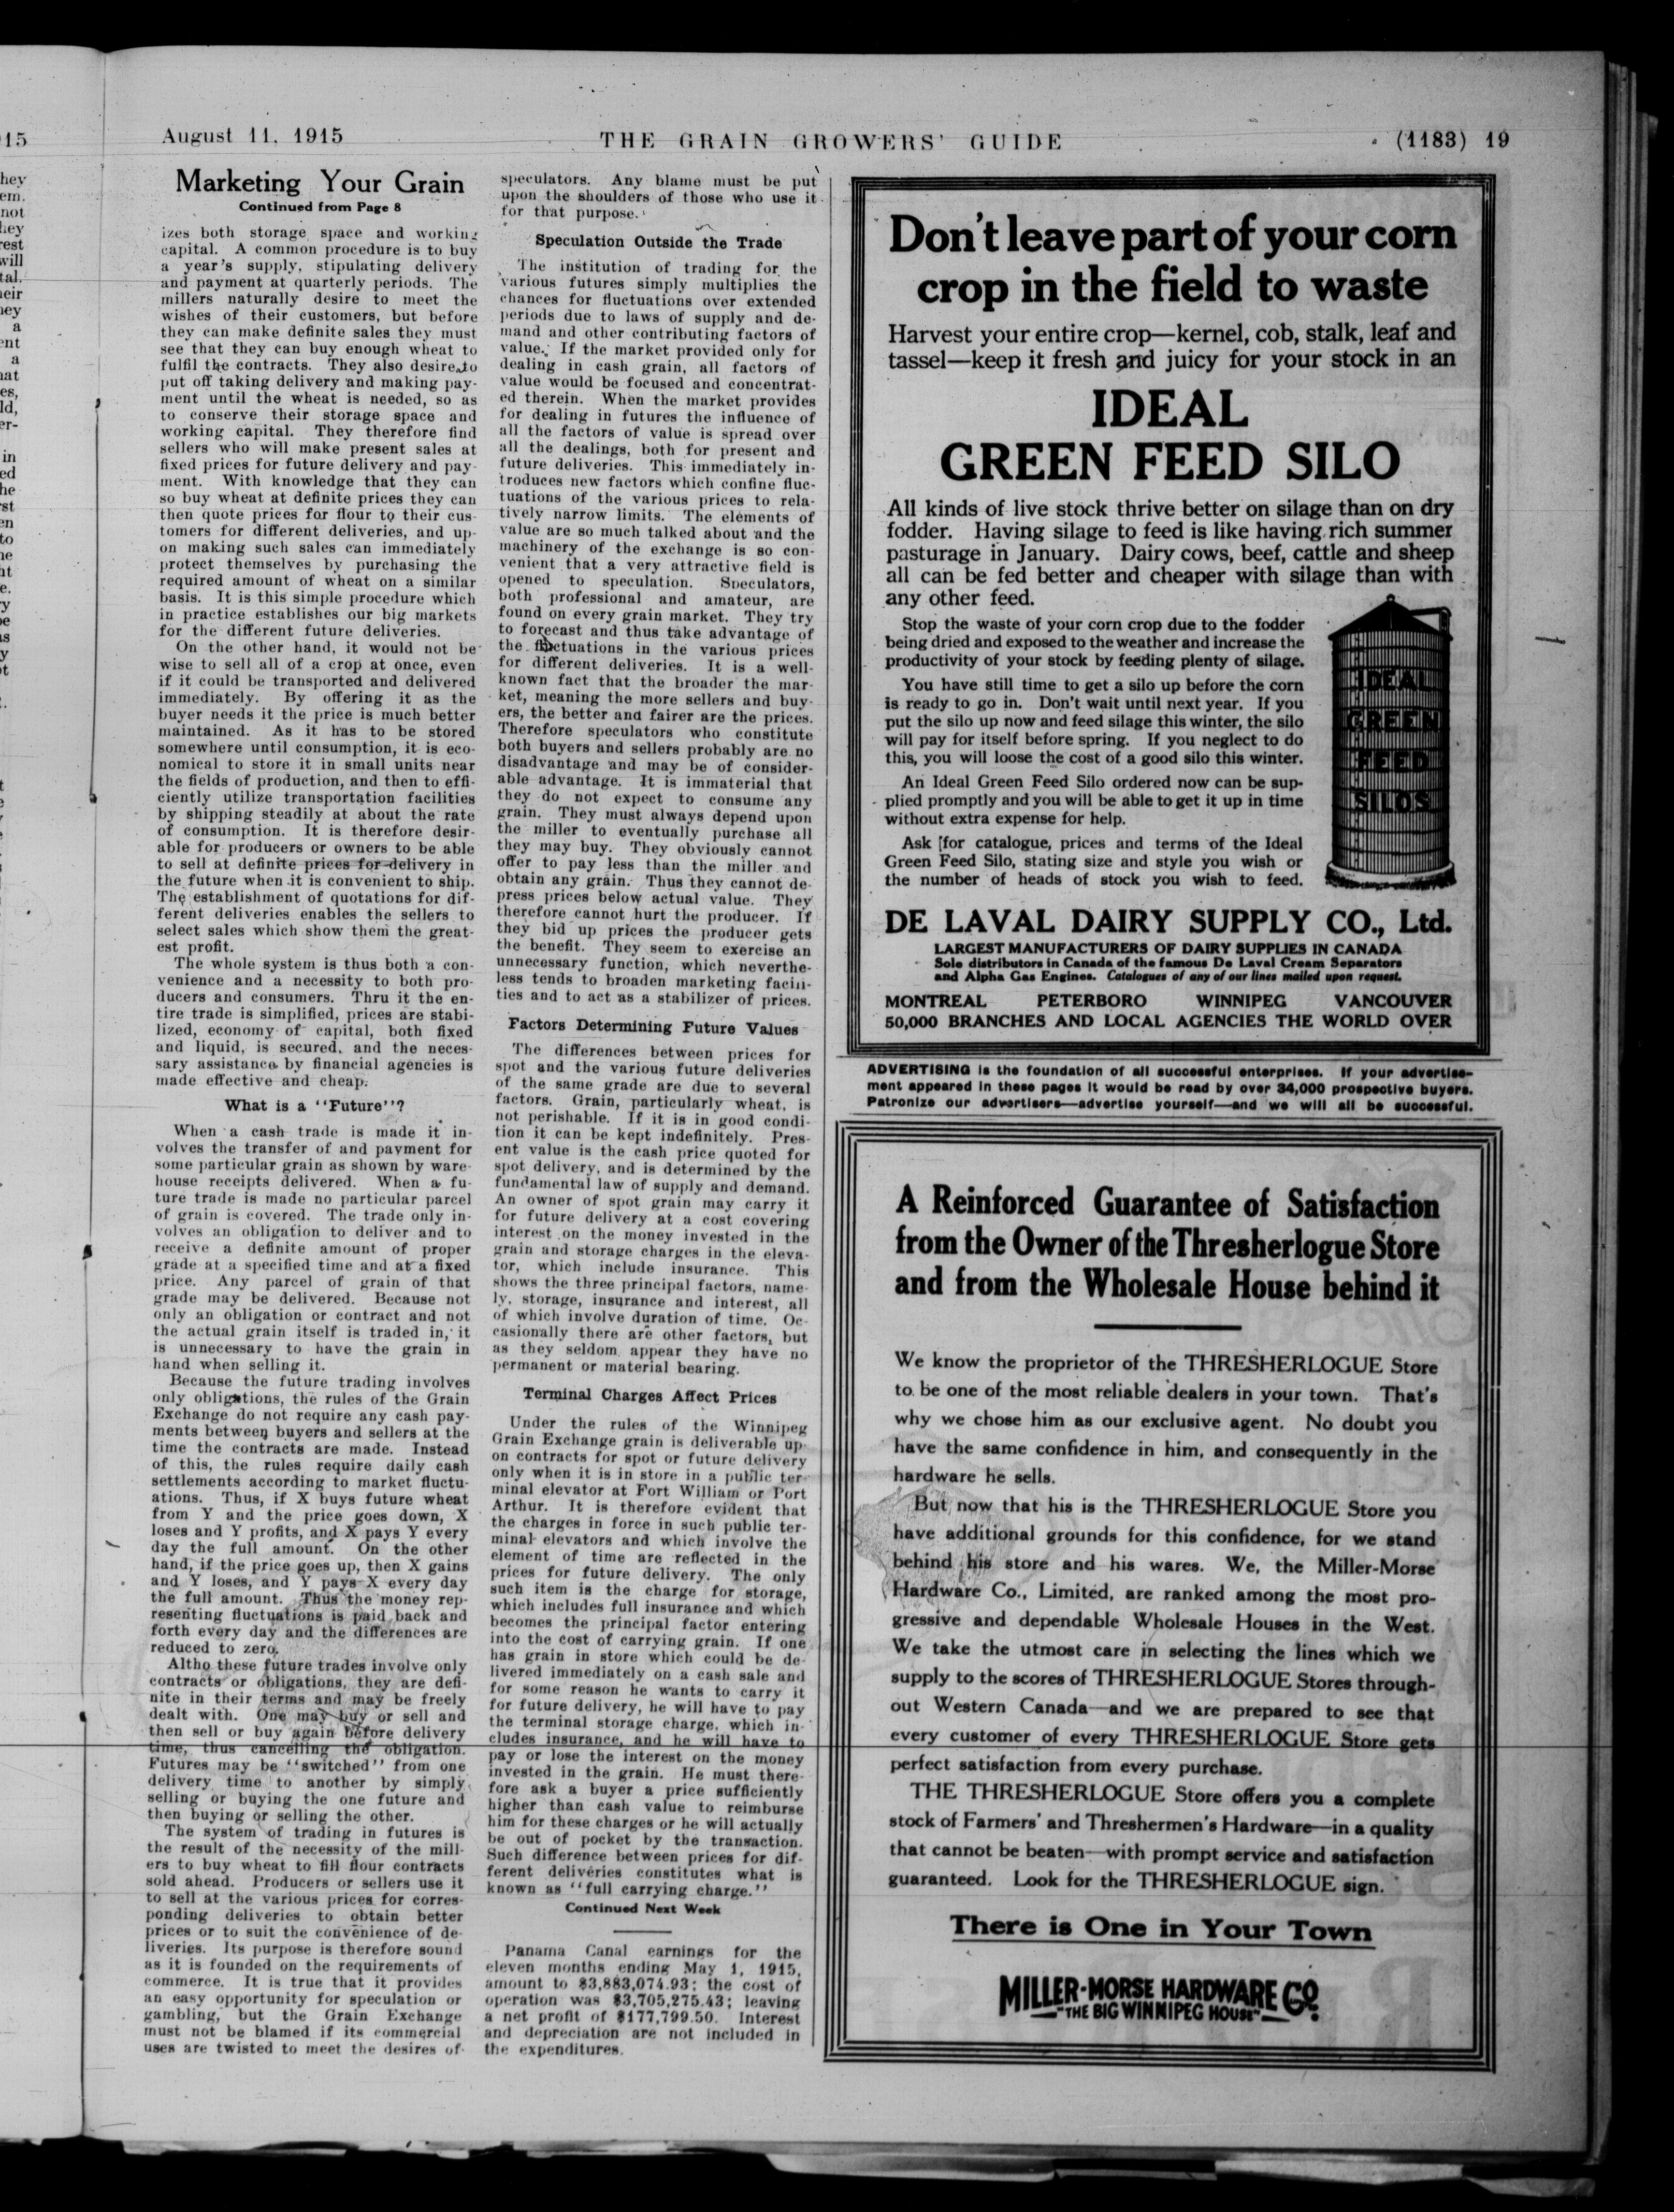 August 11, 1915
THE GRAIN GROWERS' GUIDE
(1183) 19
Marketing Your Grain
Continued from Page 8
izes both storage space and working
capital. A common procedure is to buy
a year's supply, stipulating delivery
and payment at quarterly periods. The
millers naturally desire to meet the
wishes of their customers, but before
they can make definite sales they must
see that they can buy enough wheat to
fulfil the contracts. They also desire to
put off taking delivery and making pay-
ment until the wheat is needed, so as
to conserve their storage space and
working capital. They therefore find
sellers who will make present sales at
fixed prices for future delivery and pay-
ment. With knowledge that they can
so buy wheat at definite prices they can
then quote prices for flour to their cus-
tomers for different deliveries, and up-
on making such sales can immediately
protect themselves by purchasing the
required amount of wheat on a similar
basis. It is this simple procedure which
in practice establishes our big markets
for the different future deliveries.
On the other hand, it would not be
wise to sell all of a crop at once, even
if it could be transported and delivered
immediately. By offering it as the
buyer needs it the price is much better
maintained. As it has to be stored
somewhere until consumption, it is eco-
nomical to store it in small units near
the fields of production, and then to effi-
ciently utilize transportation facilities
by shipping steadily at about the rate
of consumption. It is therefore desir-
able for producers or owners to be able
to sell at definite prices for delivery in
the future when it is convenient to ship.
The establishment of quotations for dif-
ferent deliveries enables the sellers to
select sales which show them the great-
est profit.
The whole system is thus both a con-
venience and a necessity to both pro-
ducers and consumers. Thru it the en-
tire trade is simplified, prices are stabi-
lized, economy of capital, both fixed
and liquid, is secured, and the neces-
sary assistance by financial agencies is
made effective and cheap.
What is a "Future"?
When a cash trade is made it in-
volves the transfer of and payment for
some particular grain as shown by ware-
house receipts delivered. When a fu-
ture trade is made no particular parcel
of grain is covered. The trade only in-
volves an obligation to deliver and to
receive a definite amount of proper
grade at a specified time and at a fixed
price. Any parcel of grain of that
grade may be delivered. Because not
only an obligation or contract and not
the actual grain itself is traded in, it
is unnecessary to have the grain in
hand when selling it.
Because the future trading involves
only obligations, the rules of the Grain
Exchange do not require any cash pay-
ments between buyers and sellers at the
time the contracts are made. Instead
of this, the rules require daily cash
settlements according to market fluctu-
ations. Thus, if X buys future wheat
from Y and the price goes down, X
loses and Y profits, and X pays Y every
day the full amount. On the other
hand, if the price goes up, then X gains
and Y loses, and Y pays X every day
the full amount. Thus the money rep-
resenting fluctuations is paid back and
forth every day and the differences are
reduced to zero.
Altho these future trades involve only
contracts or obligations, they are defi-
nite in their terms and may be freely
dealt with. One may buy or sell and
then sell or buy again before delivery
time, thus cancelling the obligation.
Futures may be "switched" from one
delivery time to another by simply
selling or buying the one future and
then buying or selling the other.
The system of trading in futures is
the result of the necessity of the mill-
ers to buy wheat to fill flour contracts
sold ahead. Producers or sellers use it
to sell at the various prices for corres-
ponding deliveries to obtain better
prices or to suit the convenience of de-
liveries. Its purpose is therefore sound
as it is founded on the requirements of
commerce. It is true that it provides
an easy opportunity for speculation or
gambling, but the Grain Exchange
must not be blamed if its commercial
uses are twisted to meet the desires of
speculators. Any blame must be put
upon the shoulders of those who use it
for that purpose.
Speculation Outside the Trade
The institution of trading for the
various futures simply multiplies the
chances for fluctuations over extended
periods due to laws of supply and de-
mand and other contributing factors of
value. If the market provided only for
dealing in cash grain, all factors of
value would be focused and concentrat-
ed therein. When the market provides
for dealing in futures the influence of
all the factors of value is spread over
all the dealings, both for present and
future deliveries. This immediately in-
troduces new factors which confine fluc-
tuations of the various prices to rela-
tively narrow limits. The elements of
value are so much talked about and the
machinery of the exchange is so con-
venient that a very attractive field is
opened to speculation. Speculators,
both professional and amateur, are
found on every grain market. They try
to forecast and thus take advantage of
the fluctuations in the various prices
for different deliveries. It is a well-
known fact that the broader the mar-
ket, meaning the more sellers and buy-
ers, the better and fairer are the prices.
Therefore speculators who constitute
both buyers and sellers probably are no
disadvantage and may be of consider-
able advantage. It is immaterial that
they do not expect to consume any
grain. They must always depend upon
the miller to eventually purchase all
they may buy. They obviously cannot
offer to pay less than the miller and
obtain any grain. Thus they cannot de-
press prices below actual value. They
therefore cannot hurt the producer. If
they bid up prices the producer gets
the benefit. They seem to exercise an
unnecessary function, which neverthe-
less tends to broaden marketing facili-
ties and to act as a stabilizer of prices.
Factors Determining Future Values
The differences between prices for
spot and the various future deliveries
of the same grade are due to several
factors. Grain, particularly wheat, is
not perishable. If it is in good condi-
tion it can be kept indefinitely. Pres-
ent value is the cash price quoted for
spot delivery, and is determined by the
fundamental law of supply and demand.
An owner of spot grain may carry it
for future delivery at a cost covering
interest on the money invested in the
grain and storage charges in the eleva-
tor, which include insurance. This
shows the three principal factors, name-
ly, storage, insurance and interest, all
of which involve duration of time. Oc-
casionally there are other factors, but
as they seldom appear they have no
permanent or material bearing.
Terminal Charges Affect Prices
Under the rules of the Winnipeg
Grain Exchange grain is deliverable up-
on contracts for spot or future delivery
only when it is in store in a public ter-
minal elevator at Fort William or Port
Arthur. It is therefore evident that
the charges in force in such public ter-
minal elevators and which involve the
element of time are reflected in the
prices for future delivery. The only
such item is the charge for storage,
which includes full insurance and which
becomes the principal factor entering
into the cost of carrying grain. If one
has grain in store which could be de-
livered immediately on a cash sale and
for some reason he wants to carry it
for future delivery, he will have to pay
the terminal storage charge, which in-
cludes insurance, and he will have to
pay or lose the interest on the money
invested in the grain. He must there-
fore ask a buyer a price sufficiently
higher than cash value to reimburse
him for these charges or he will actually
be out of pocket by the transaction.
Such difference between prices for dif-
ferent deliveries constitutes what is
known as "full carrying charge."
Continued Next Week
Panama Canal earnings for the
eleven months ending May 1, 1915,
amount to $3,883,074.93; the cost of
operation was $3,705,275.43; leaving
a net profit of $177,799.50. Interest
and depreciation are not included in
the expenditures.
Don't leave part of your corn
crop in the field to waste
Harvest your entire crop—kernel, cob, stalk, leaf and
tassel—keep it fresh and juicy for your stock in an
IDEAL
GREEN FEED SILO
All kinds of live stock thrive better on silage than on dry
fodder. Having silage to feed is like having rich summer
pasturage in January. Dairy cows, beef, cattle and sheep
all can be fed better and cheaper with silage than with
any other feed.
Stop the waste of your corn crop due to the fodder
being dried and exposed to the weather and increase the
productivity of your stock by feeding plenty of silage.
You have still time to get a silo up before the corn
is ready to go in. Don't wait until next year. If you
put the silo up now and feed silage this winter, the silo
will pay for itself before spring. If you neglect to do
this, you will loose the cost of a good silo this winter.
An Ideal Green Feed Silo ordered now can be sup-
plied promptly and you will be able to get it up in time
without extra expense for help.
Ask [for catalogue, prices and terms of the Ideal
Green Feed Silo, stating size and style you wish or
the number of heads of stock you wish to feed.
IDEAL
GREEN
FEED
SILOS
DE LAVAL DAIRY SUPPLY CO., Ltd.
LARGEST MANUFACTURERS OF DAIRY SUPPLIES IN CANADA
Sole distributors in Canada of the famous De Laval Cream Separators
and Alpha Gas Engines. Catalogues of any of our lines mailed upon request.
MONTREAL PETERBORO WINNIPEG VANCOUVER
50,000 BRANCHES AND LOCAL AGENCIES THE WORLD OVER
ADVERTISING is the foundation of all successful enterprises. If your advertise-
ment appeared in these pages it would be read by over 34,000 prospective buyers.
Patronize our advertisers—advertise yourself—and we will all be successful.
A Reinforced Guarantee of Satisfaction
from the Owner of the Thresherlogue Store
and from the Wholesale House behind it
We know the proprietor of the THRESHERLOGUE Store
to be one of the most reliable dealers in your town. That's
why we chose him as our exclusive agent. No doubt you
have the same confidence in him, and consequently in the
hardware he sells.
But now that his is the THRESHERLOGUE Store you
have additional grounds for this confidence, for we stand
behind his store and his wares. We, the Miller-Morse
Hardware Co., Limited, are ranked among the most pro-
gressive and dependable Wholesale Houses in the West.
We take the utmost care in selecting the lines which we
supply to the scores of THRESHERLOGUE Stores through-
out Western Canada—and we are prepared to see that
every customer of every THRESHERLOGUE Store gets
perfect satisfaction from every purchase.
THE THRESHERLOGUE Store offers you a complete
stock of Farmers' and Threshermen's Hardware—in a quality
that cannot be beaten—with prompt service and satisfaction
guaranteed. Look for the THRESHERLOGUE sign.
There is One in Your Town
MILLER-MORSE HARDWARE CO.
"THE BIG WINNIPEG HOUSE"